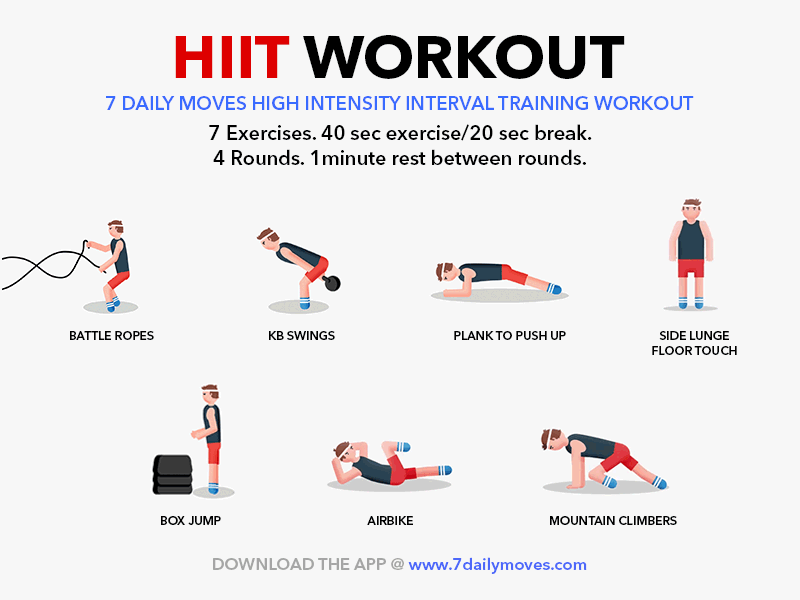 HIIT WORKOUT
7 DAILY MOVES HIGH INTENSITY INTERVAL TRAINING WORKOUT
7 Exercises. 40 sec exercise/20 sec break.
4 Rounds. 1minute rest between rounds.
BATTLE ROPES
KB SWINGS
PLANK TO PUSH UP
SIDE LUNGE
FLOOR TOUCH
BOX JUMP
AIRBIKE
MOUNTAIN CLIMBERS
DOWNLOAD THE APP @ www.7dailymoves.com